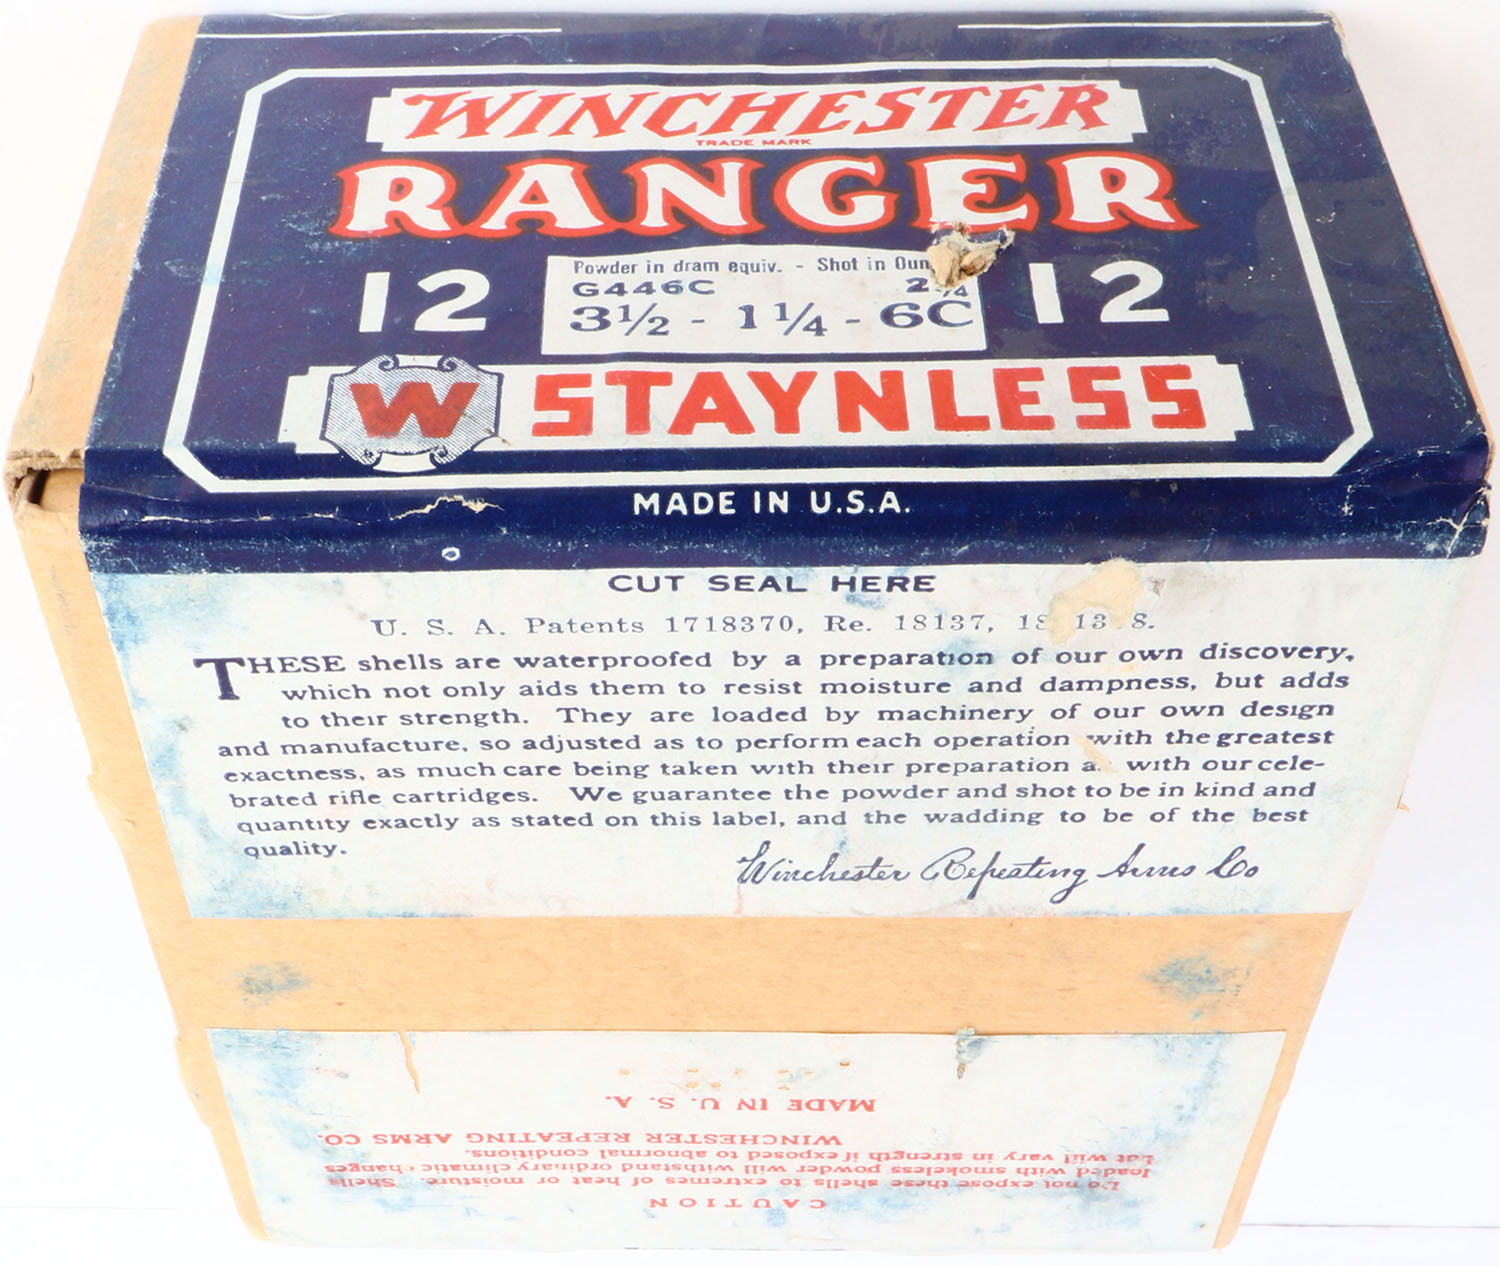 WINCHESTER
TRADE MARK
RANGER
12 12
Powder in dram equiv. - Shot in
G446C
3½ - 1¼ - 6C
W STAYNLESS
MADE IN U.S.A.
CUT SEAL HERE
U. S. A. Patents 1718370, Re. 18137,
THESE shells are waterproofed by a preparation of our own discovery,
which not only aids them to resist moisture and dampness, but adds
to their strength. They are loaded by machinery of our own design
and manufacture, so adjusted as to perform each operation with the greatest
exactness, as much care being taken with their preparation with our cele-
brated rifle cartridges. We guarantee the powder and shot to be in kind and
quantity exactly as stated on this label, and the wadding to be of the best
quality.
Winchester Repeating Arms Co
CAUTION
Do not expose these shells to extremes of heat or moisture. Shells
loaded with smokeless powder will withstand ordinary climatic changes
but will vary in strength if exposed to abnormal conditions.
WINCHESTER REPEATING ARMS CO.
MADE IN U. S. A.